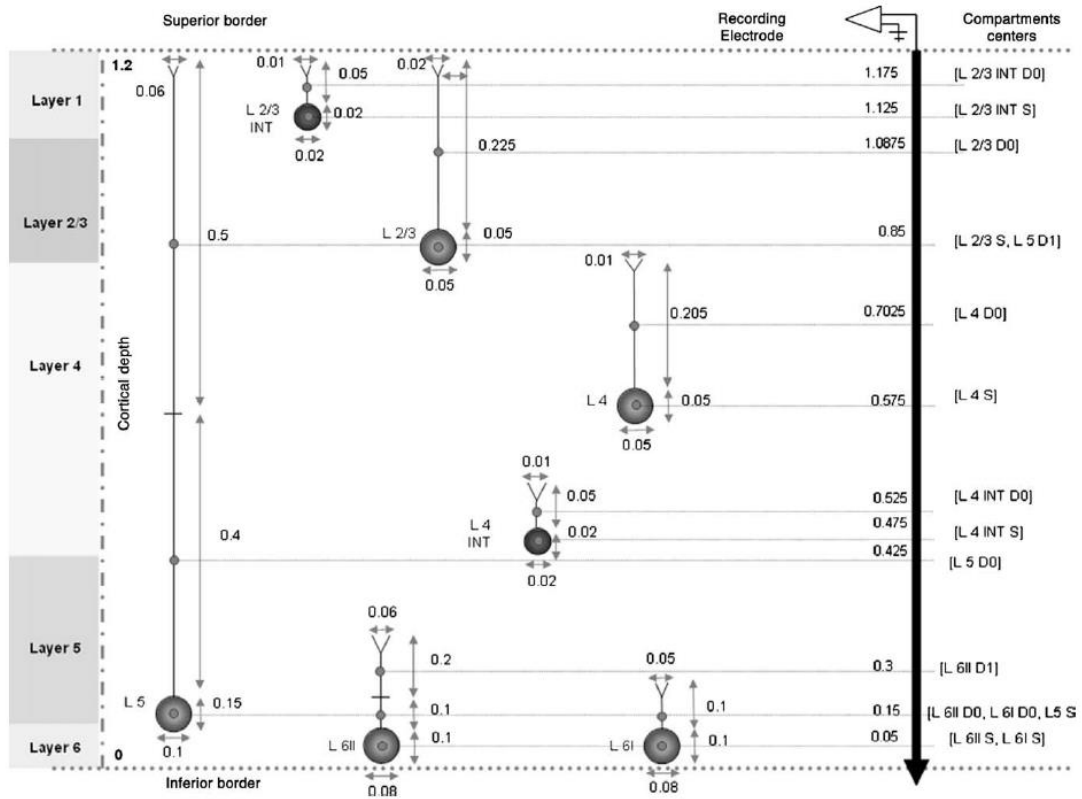 Superior border
Recording
Electrode
Compartments
centers
1.2
0.01
0.02
0.06
0.05
1.175
[L 2/3 INT D0]
Layer 1
L 2/3
INT
0.02
1.125
[L 2/3 INT S]
0.02
0.225
1.0875
[L 2/3 D0]
Layer 2/3
0.5
L 2/3
0.05
0.85
[L 2/3 S, L 5 D1]
0.05
0.01
0.205
0.7025
[L 4 D0]
Layer 4
Cortical depth
L 4
0.05
0.575
[L 4 S]
0.05
0.01
0.05
0.525
[L 4 INT D0]
0.4
L 4
INT
0.02
0.475
[L 4 INT S]
0.425
[L 5 D0]
0.02
0.06
Layer 5
0.2
0.05
0.3
[L 6II D1]
L 5
0.15
0.1
0.1
0.15
[L 6II D0, L 6I D0, L5 S
Layer 6
0
0.1
L 6II
0.1
L 6I
0.1
0.05
[L 6II S, L 6I S]
Inferior border
0.08
0.08